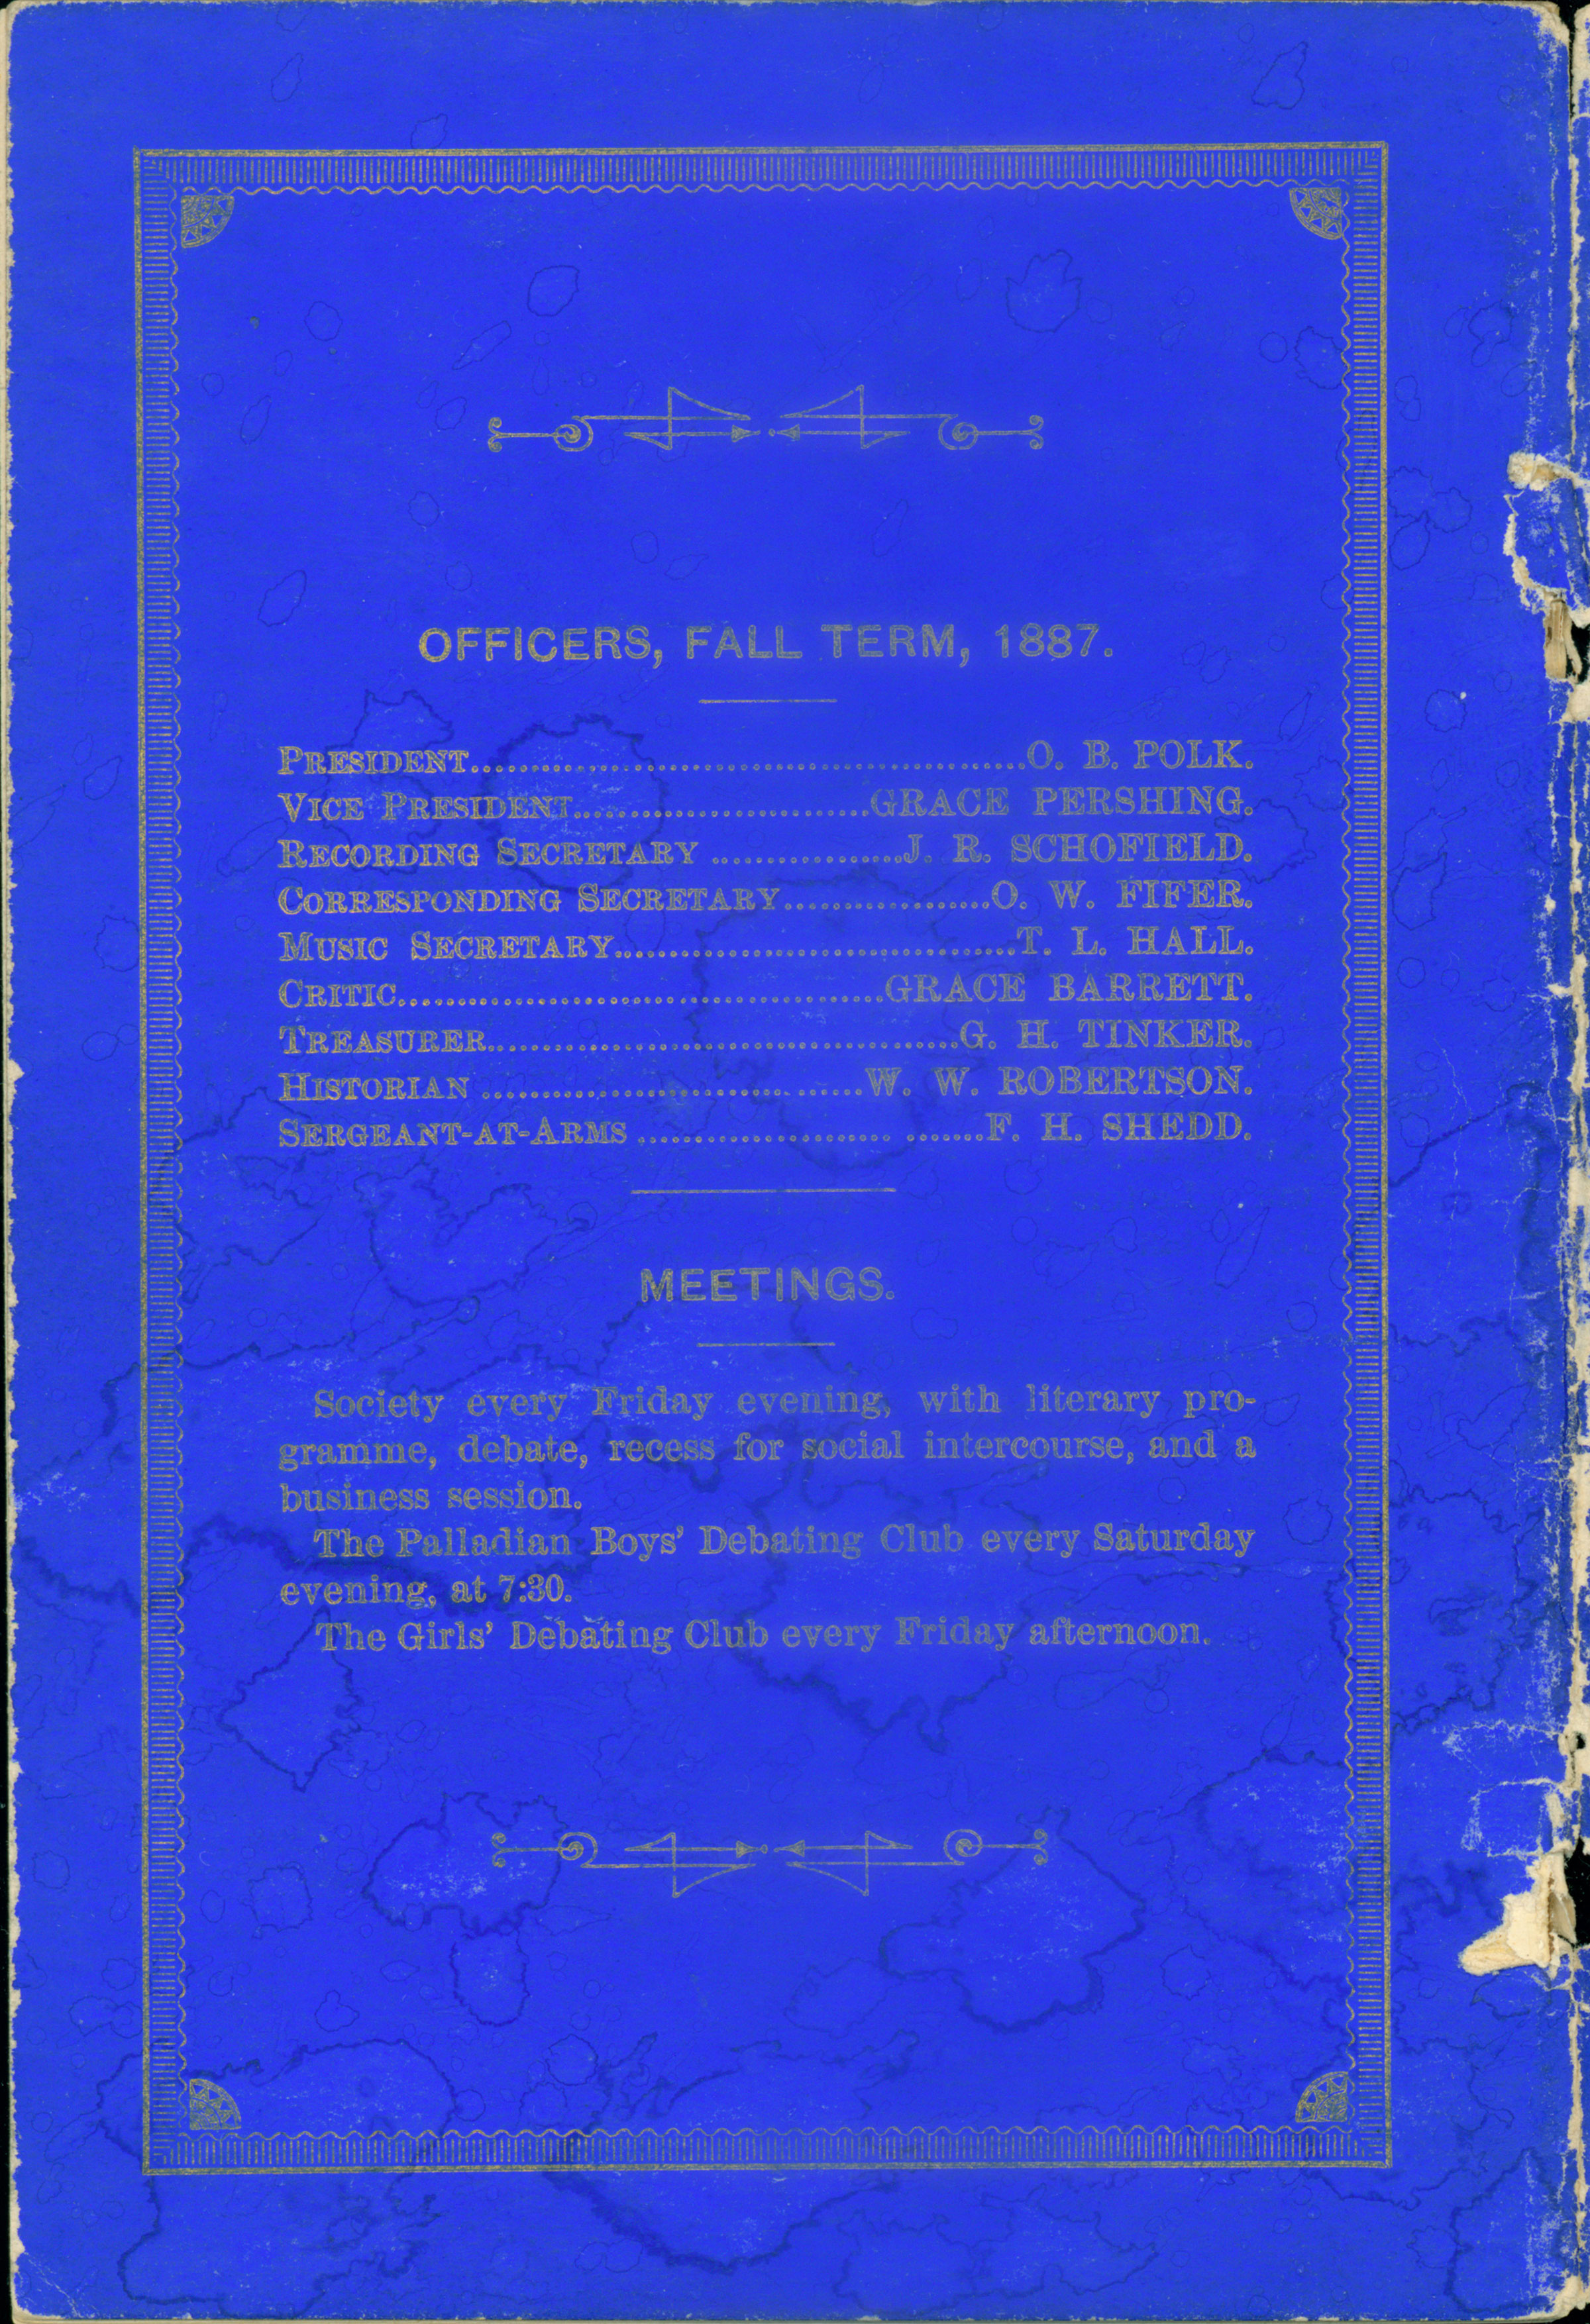 OFFICERS, FALL TERM, 1887.
PRESIDENT..........................................................O. B. POLK.
VICE PRESIDENT..............................GRACE PERSHING.
RECORDING SECRETARY ....................J. R. SCHOFIELD.
CORRESPONDING SECRETARY.....................O. W. FIFER.
MUSIC SECRETARY..........................................T. L. HALL.
CRITIC..................................................GRACE BARRETT.
TREASURER.................................................G. H. TINKER.
HISTORIAN .......................................W. W. ROBERTSON.
SERGEANT-AT-ARMS .......................... ........F. H. SHEDD.
MEETINGS.
Society every Friday evening, with literary pro-
gramme, debate, recess for social intercourse, and a
business session.
The Palladian Boys' Debating Club every Saturday
evening, at 7:30.
The Girls' Debating Club every Friday afternoon.